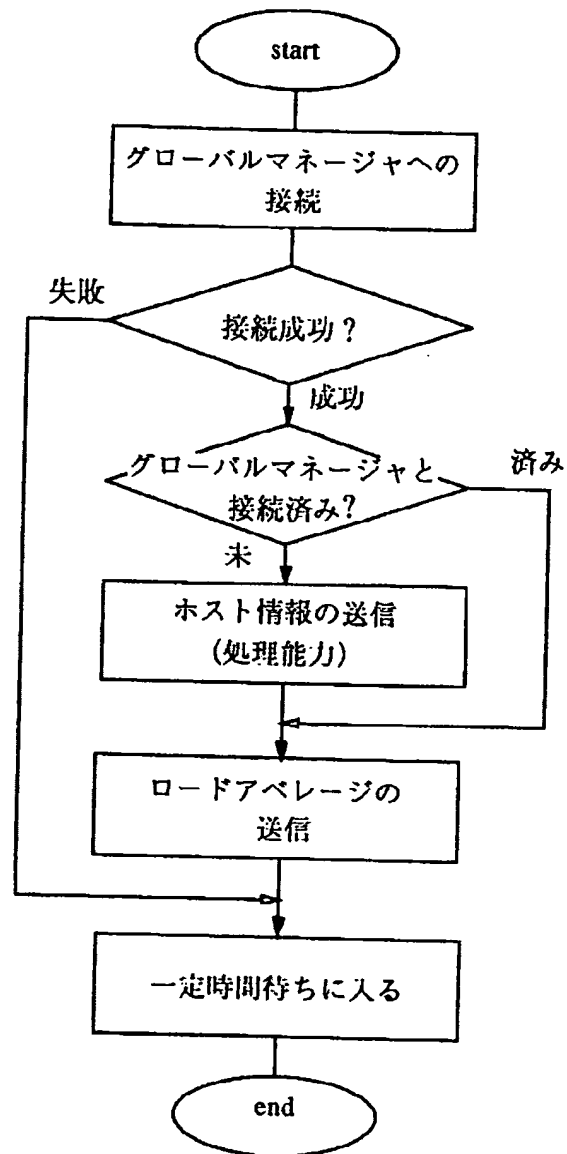 start
グローバルマネージャへの
接続
失敗
接続成功?
成功
グローバルマネージャと
接続済み?
済み
未
ホスト情報の送信
(処理能力)
ロードアベレージの
送信
一定時間待ちに入る
end